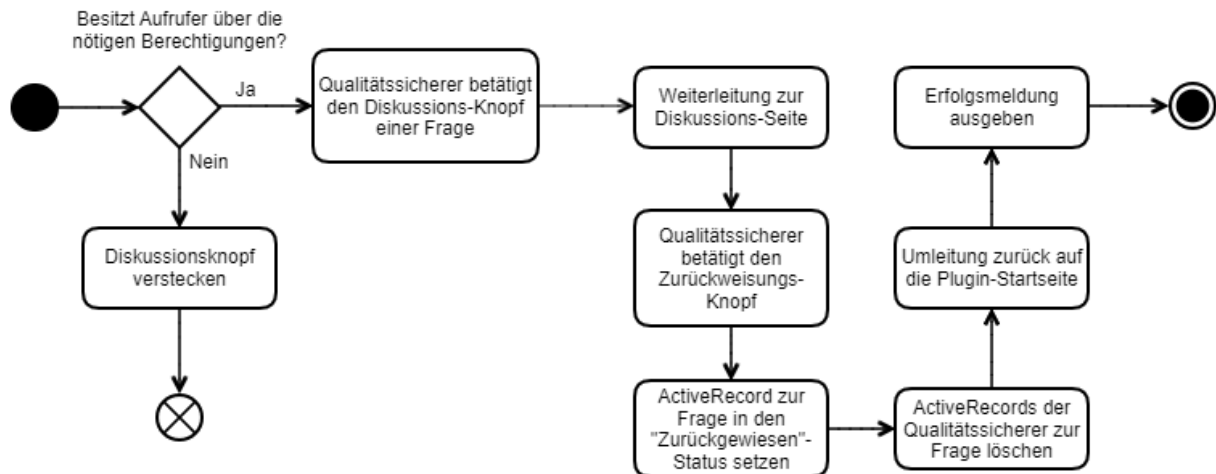 Besitzt Aufrufer über die
nötigen Berechtigungen?
Ja
Nein
Diskussionsknopf
verstecken
Qualitätssicherer betätigt
den Diskussions-Knopf
einer Frage
Weiterleitung zur
Diskussions-Seite
Qualitätssicherer
betätigt den
Zurückweisungs-
Knopf
ActiveRecord zur
Frage in den
"Zurückgewiesen"-
Status setzen
ActiveRecords der
Qualitätssicherer zur
Frage löschen
Umleitung zurück auf
die Plugin-Startseite
Erfolgsmeldung
ausgeben